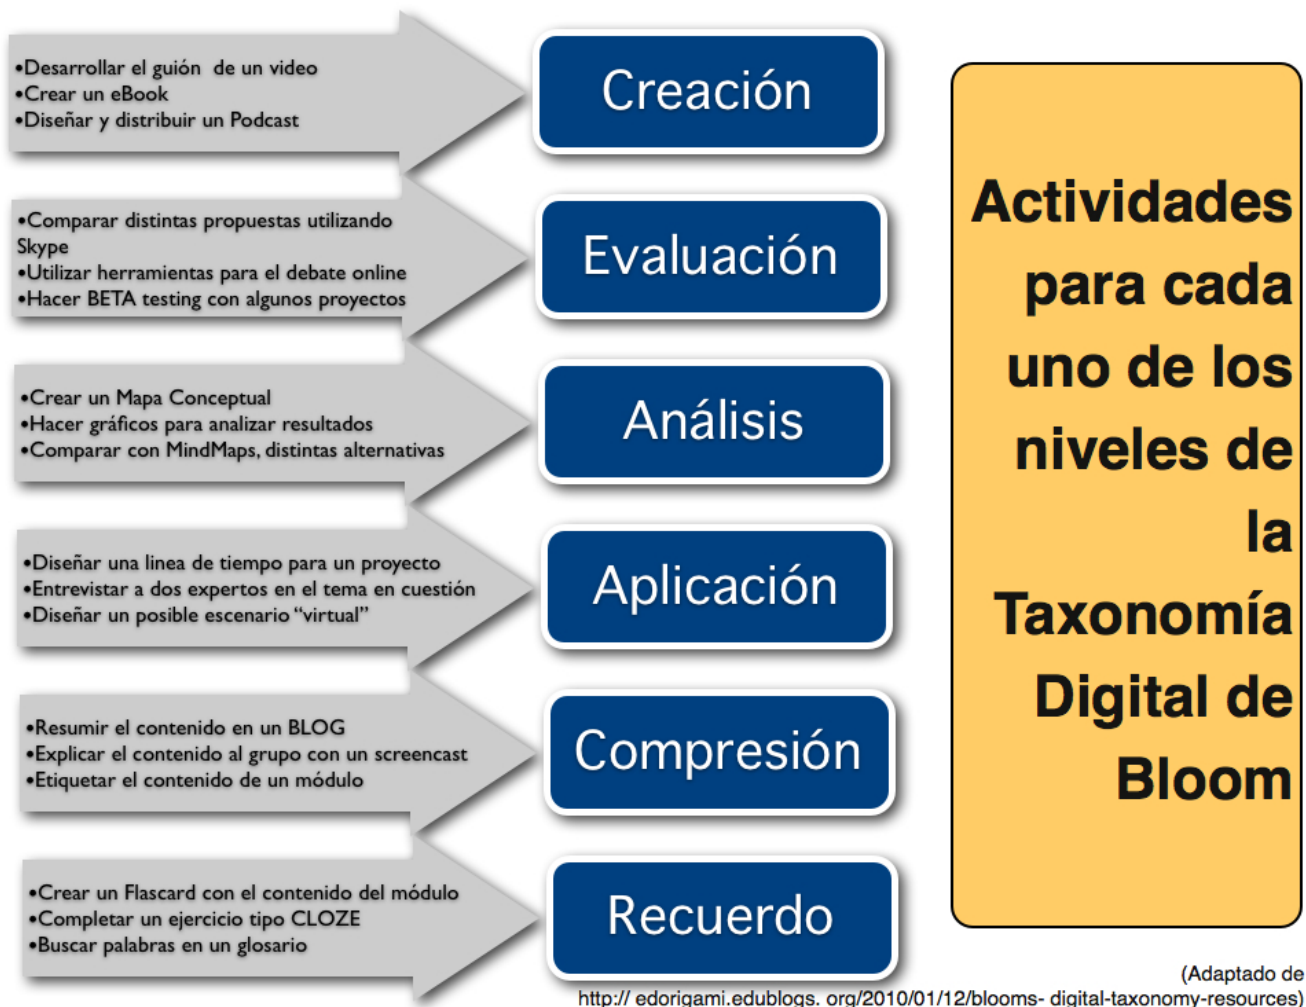 •Desarrollar el guión de un video
•Crear un eBook
•Diseñar y distribuir un Podcast
Creación
•Comparar distintas propuestas utilizando
Skype
•Utilizar herramientas para el debate online
•Hacer BETA testing con algunos proyectos
Evaluación
•Crear un Mapa Conceptual
•Hacer gráficos para analizar resultados
•Comparar con MindMaps, distintas alternativas
Análisis
•Diseñar una linea de tiempo para un proyecto
•Entrevistar a dos expertos en el tema en cuestión
•Diseñar un posible escenario “virtual”
Aplicación
•Resumir el contenido en un BLOG
•Explicar el contenido al grupo con un screencast
•Etiquetar el contenido de un módulo
Compresión
•Crear un Flascard con el contenido del módulo
•Completar un ejercicio tipo CLOZE
•Buscar palabras en un glosario
Recuerdo
Actividades
para cada
uno de los
niveles de
la
Taxonomía
Digital de
Bloom
(Adaptado de
http:// edorigami.edublogs. org/2010/01/12/blooms- digital-taxonomy-resources)